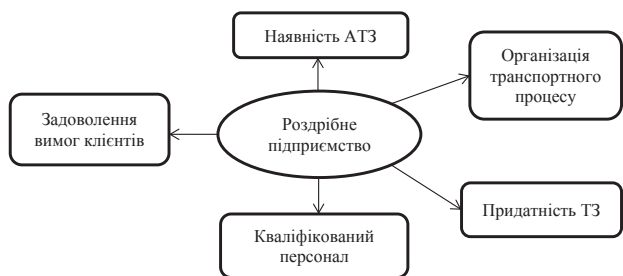 Наявність АТЗ
Організація
транспортного
процесу
Задоволення
вимог клієнтів
Роздрібне
підприємство
Придатність ТЗ
Кваліфікований
персонал